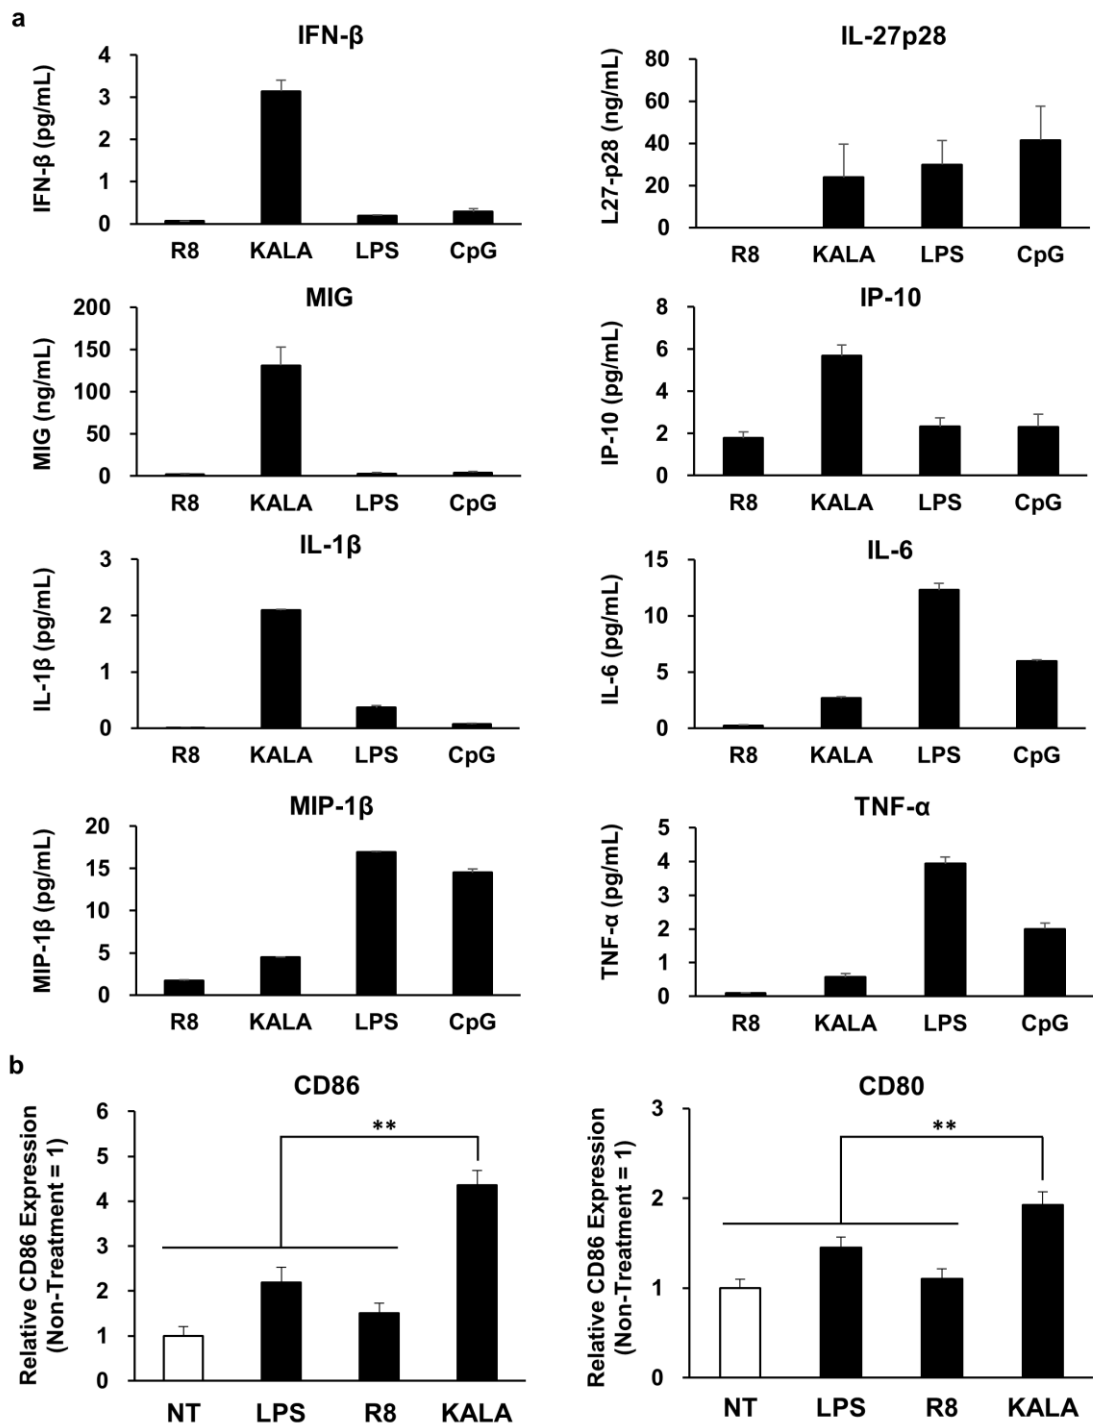 a
IFN-β
IFN-β (pg/mL)
4
3
2
1
0
R8 KALA LPS CpG
IL-27p28
L27-p28 (ng/mL)
80
60
40
20
0
R8 KALA LPS CpG
MIG
MIG (ng/mL)
200
150
100
50
0
R8 KALA LPS CpG
IP-10
IP-10 (pg/mL)
8
6
4
2
0
R8 KALA LPS CpG
IL-1β
IL-1β (pg/mL)
3
2
1
0
R8 KALA LPS CpG
IL-6
IL-6 (pg/mL)
15
10
5
0
R8 KALA LPS CpG
MIP-1β
MIP-1β (pg/mL)
20
15
10
5
0
R8 KALA LPS CpG
TNF-α
TNF-α (pg/mL)
5
4
3
2
1
0
R8 KALA LPS CpG
b
CD86
Relative CD86 Expression
(Non-Treatment = 1)
6
5
4
3
2
1
0
**
NT LPS R8 KALA
CD80
Relative CD86 Expression
(Non-Treatment = 1)
3
2
1
0
**
NT LPS R8 KALA